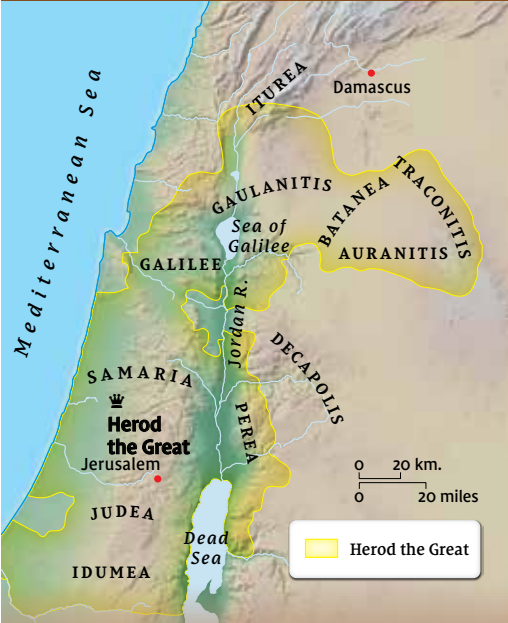 Mediterranean Sea
ITUREA
Damascus
GAULANITIS
BATANEA
TRACONITIS
Sea of
Galilee
AURANITIS
GALILEE
Jordan R.
DECAPOLIS
SAMARIA
PEREA
Herod
the Great
Jerusalem
0 20 km.
0 20 miles
JUDEA
Dead
Sea
IDUMEA
Herod the Great